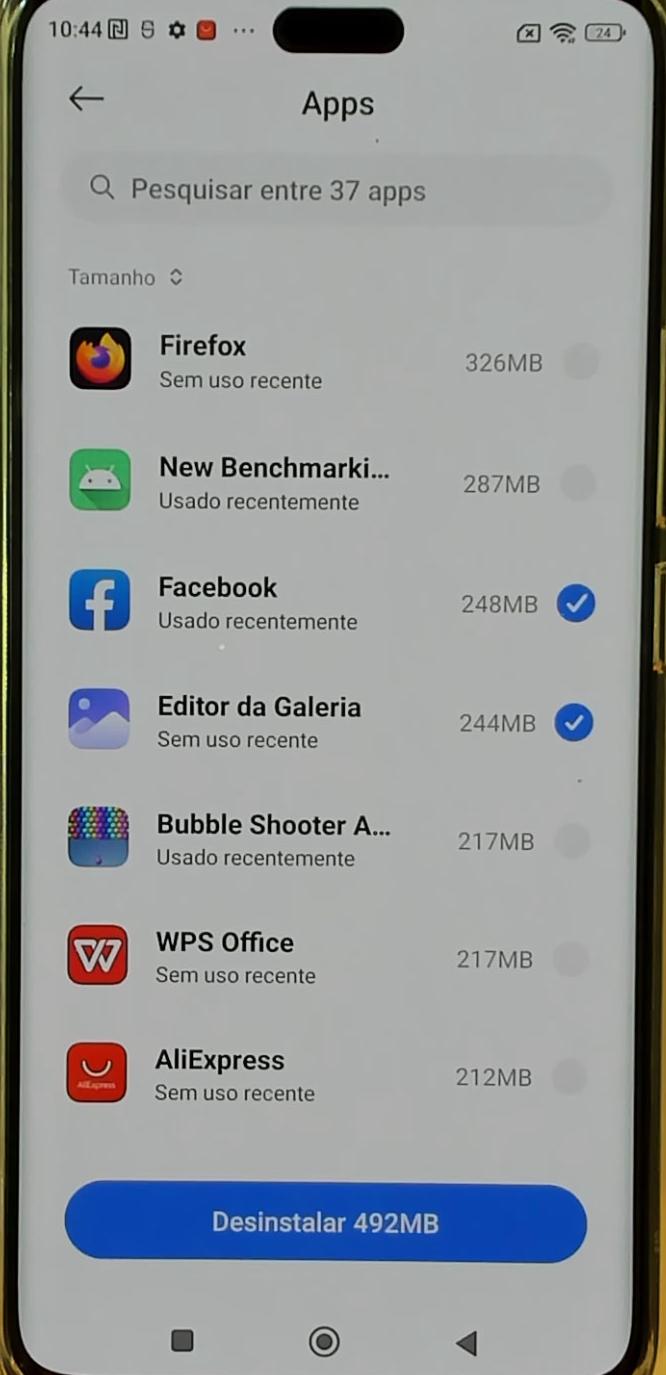 10:44
24
Apps
Pesquisar entre 37 apps
Tamanho
Firefox
Sem uso recente
326MB
New Benchmarki...
Usado recentemente
287MB
Facebook
Usado recentemente
248MB
Editor da Galeria
Sem uso recente
244MB
Bubble Shooter A...
Usado recentemente
217MB
WPS Office
Sem uso recente
217MB
AliExpress
AliExpress
Sem uso recente
212MB
Desinstalar 492MB